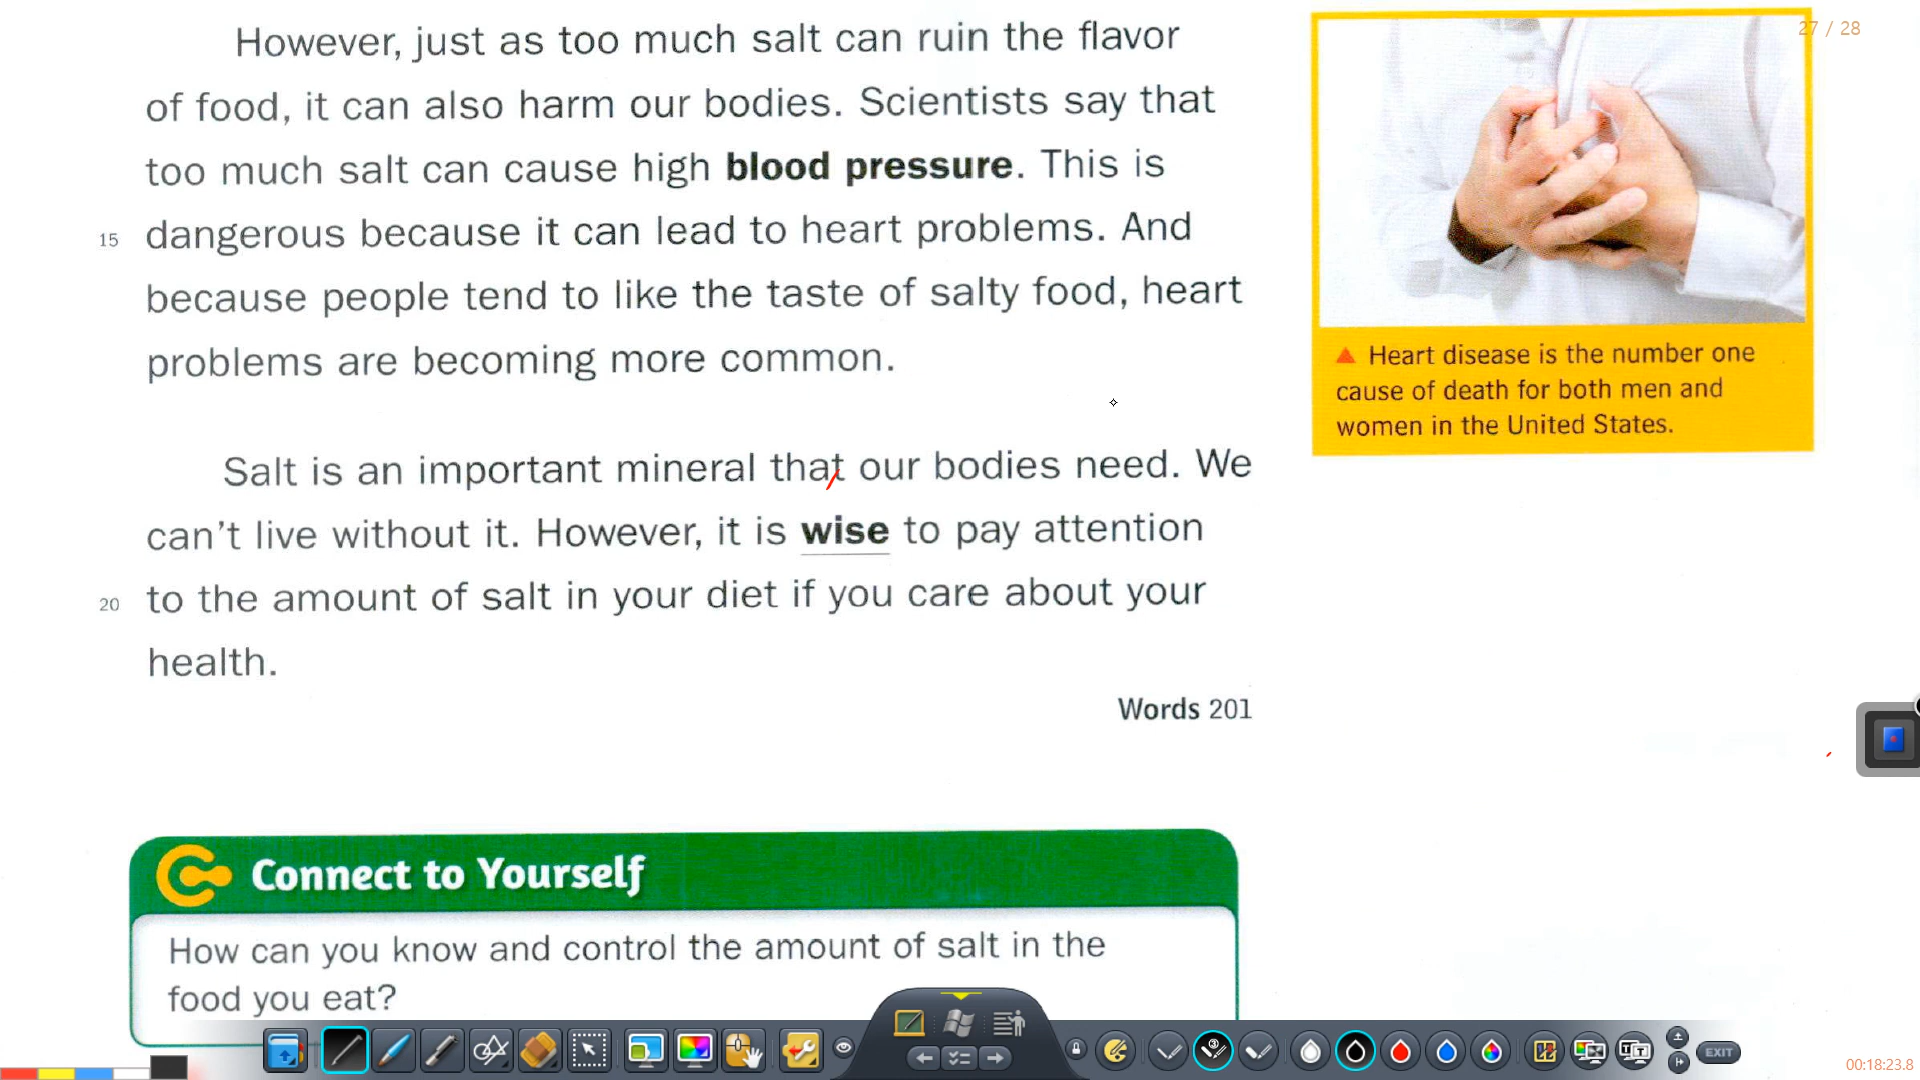 However, just as too much salt can ruin the flavor
of food, it can also harm our bodies. Scientists say that
too much salt can cause high blood pressure. This is
15 dangerous because it can lead to heart problems. And
because people tend to like the taste of salty food, heart
problems are becoming more common.
Salt is an important mineral that our bodies need. We
can't live without it. However, it is wise to pay attention
20 to the amount of salt in your diet if you care about your
health.
Words 201
27 / 28
▲ Heart disease is the number one
cause of death for both men and
women in the United States.
Connect to Yourself
How can you know and control the amount of salt in the
food you eat?
EXIT
00:18:23.8